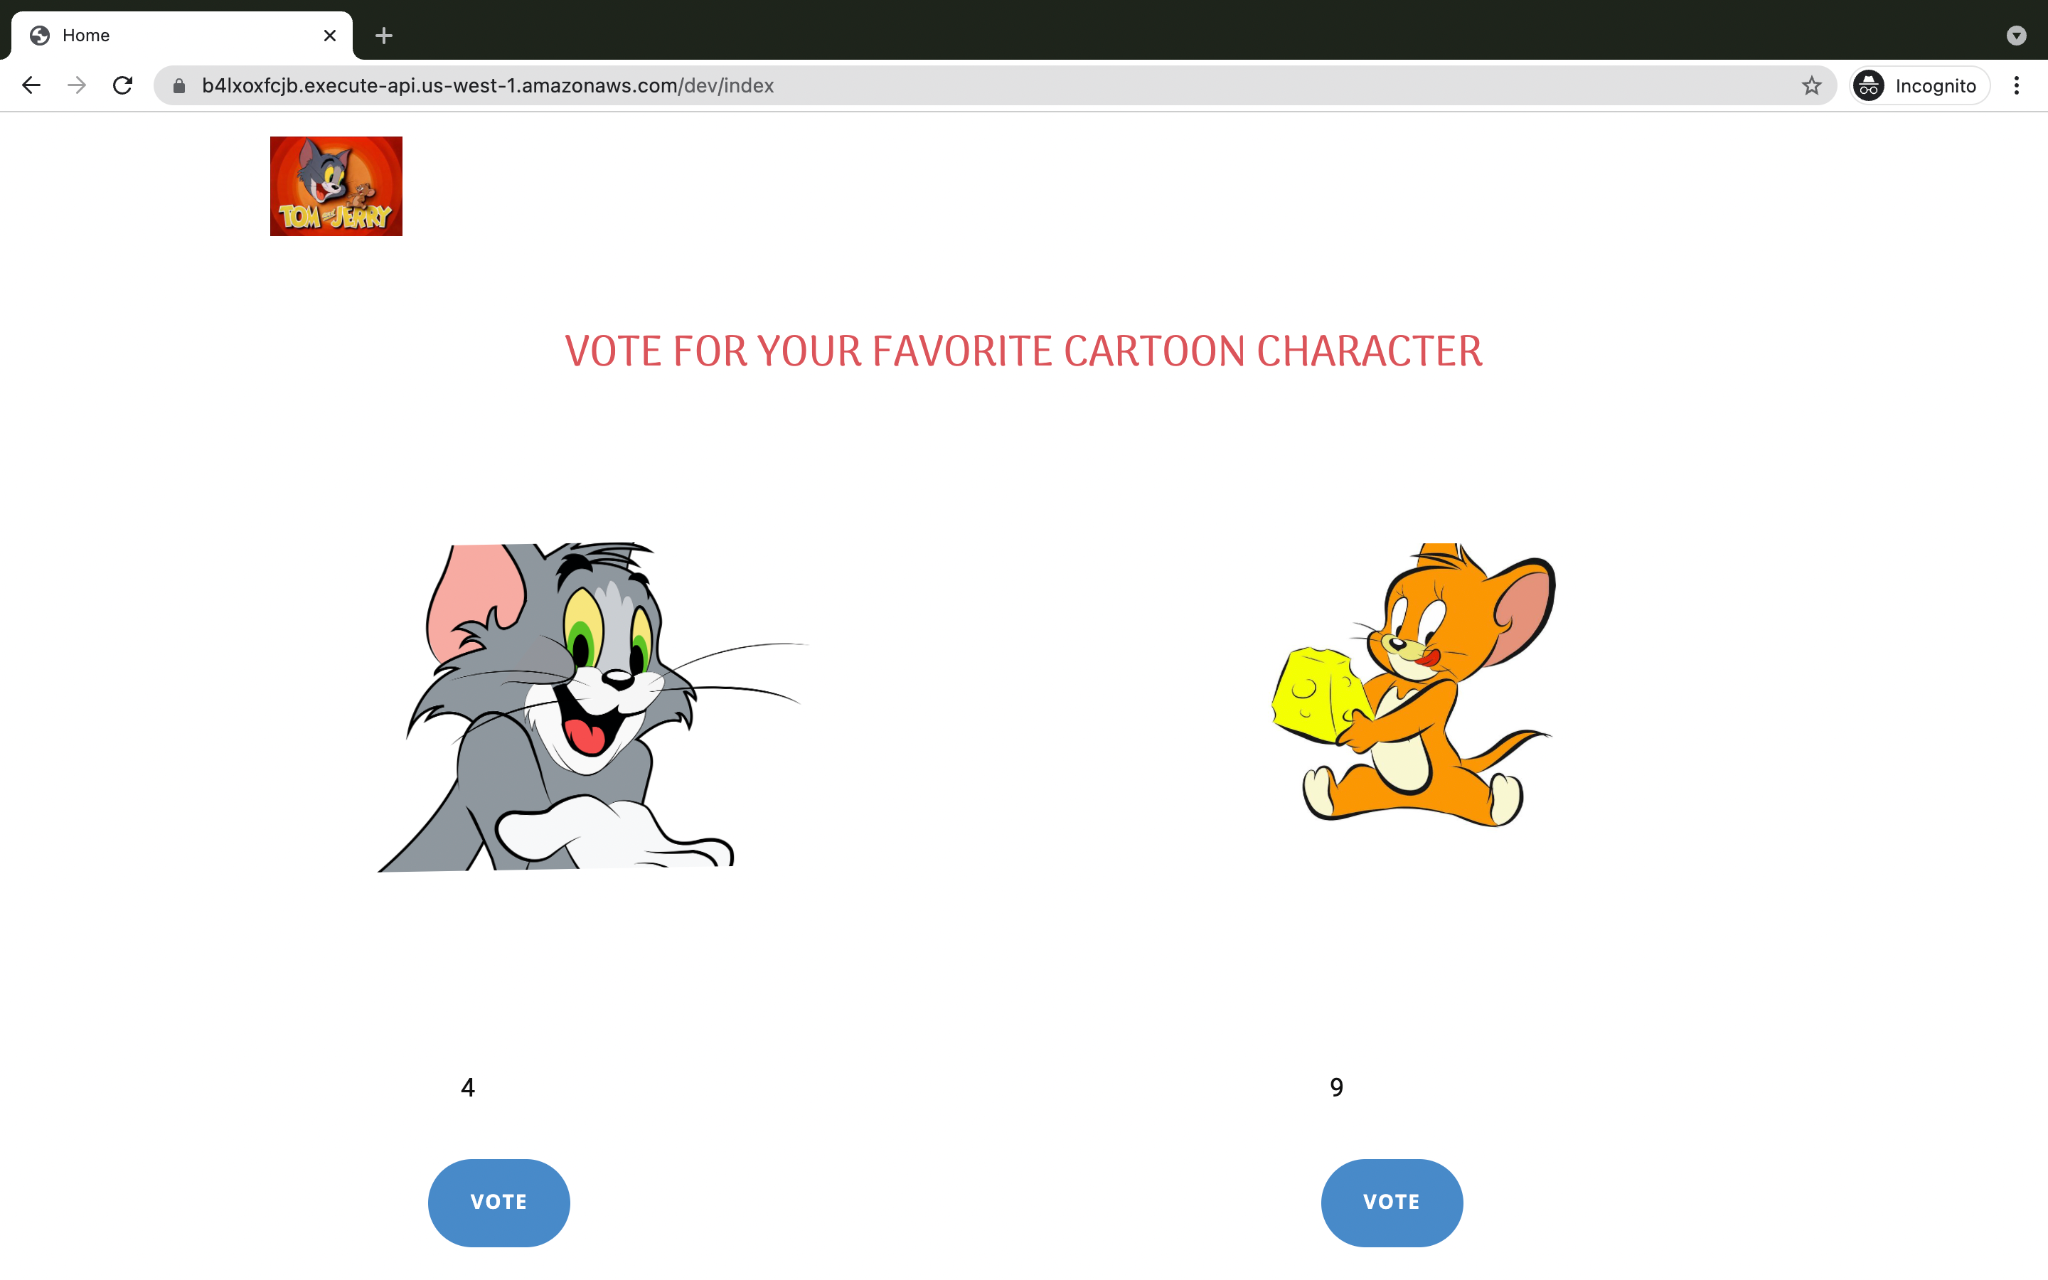 Home
b4lxoxfcjb.execute-api.us-west-1.amazonaws.com/dev/index
Incognito
TOM and JERRY
VOTE FOR YOUR FAVORITE CARTOON CHARACTER
4
9
VOTE
VOTE